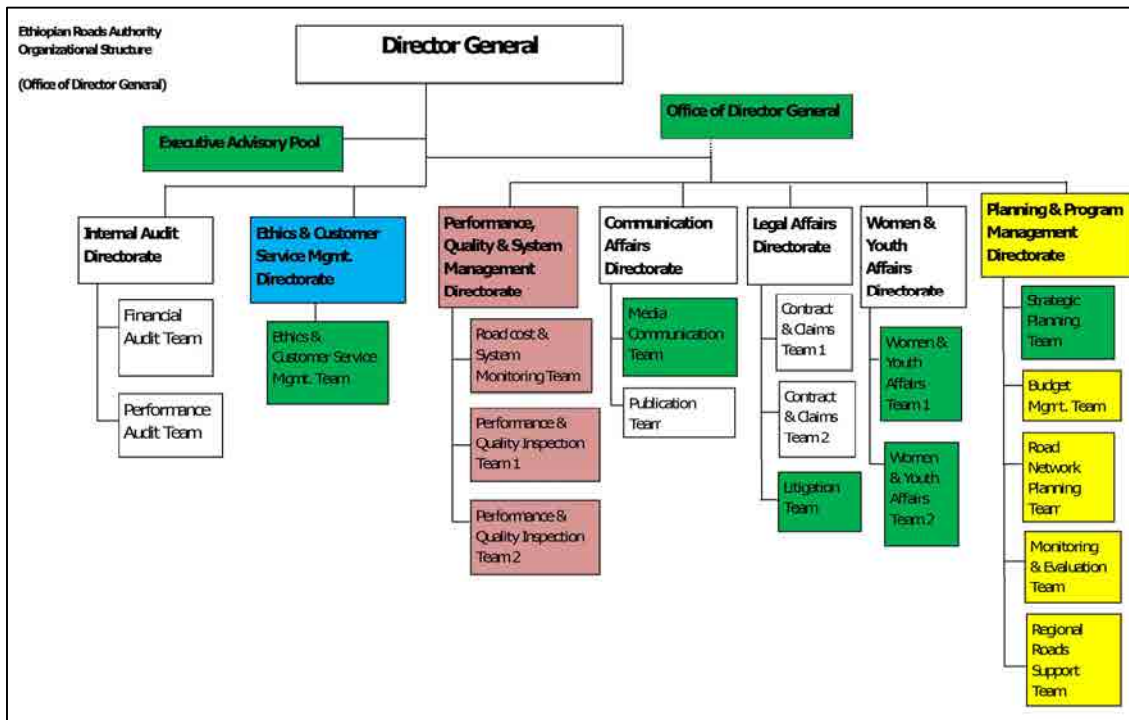 Ethiopian Roads Authority
Organizational Structure
(Office of Director General)
Director General
Office of Director General
Executive Advisory Pool
Internal Audit
Directorate
Financial
Audit Team
Performance
Audit Team
Ethics & Customer
Service Mgmt.
Directorate
Ethics &
Customer Service
Mgmt. Team
Performance,
Quality & System
Management
Directorate
Road cost &
System
Monitoring Team
Performance &
Quality Inspection
Team 1
Performance &
Quality Inspection
Team 2
Communication
Affairs
Directorate
Media
Communication
Team
Publication
Team
Legal Affairs
Directorate
Contract
& Claims
Team 1
Contract
& Claims
Team 2
Litigation
Team
Women &
Youth
Affairs
Directorate
Women &
Youth
Affairs
Team 1
Women
& Youth
Affairs
Team 2
Planning & Program
Management
Directorate
Strategic
Planning
Team
Budget
Mgmt. Team
Road
Network
Planning
Team
Monitoring
& Evaluation
Team
Regional
Roads
Support
Team